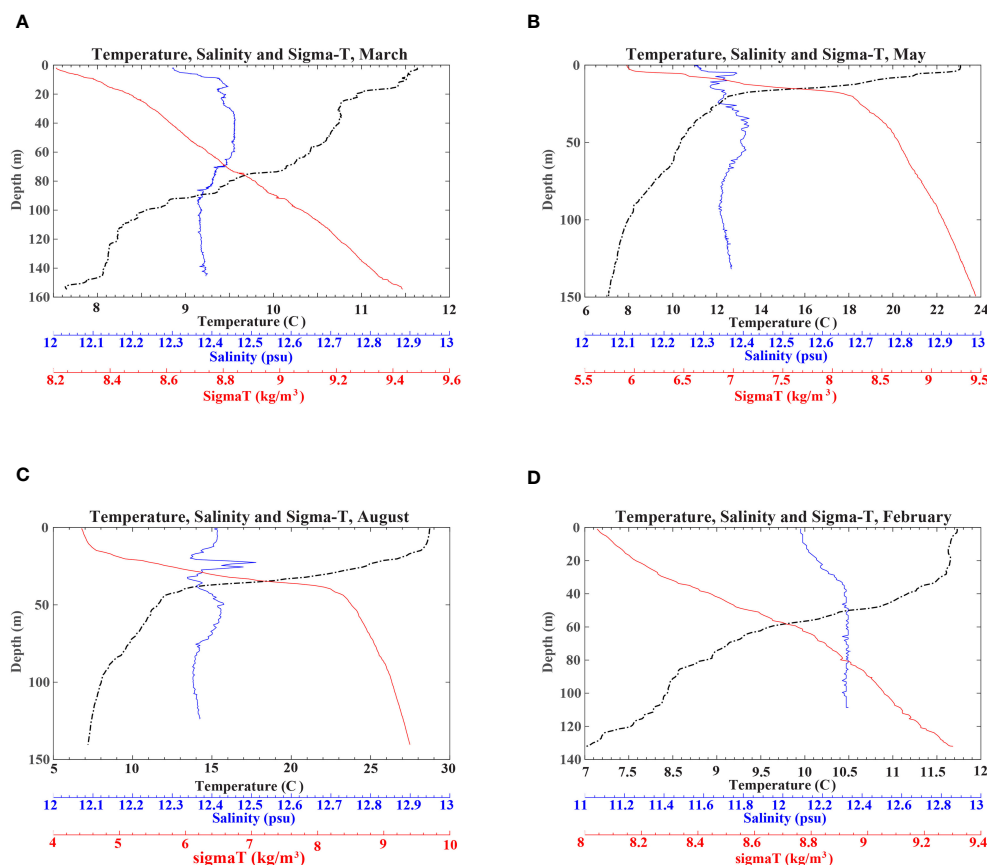 A
Temperature, Salinity and Sigma-T, March
0
20
40
60
80
100
120
140
160
Depth (m)
8 9 10 11 12
Temperature (C )
12 12.1 12.2 12.3 12.4 12.5 12.6 12.7 12.8 12.9 13
Salinity (psu)
8.2 8.4 8.6 8.8 9 9.2 9.4 9.6
SigmaT (kg/m³)
B
Temperature, Salinity and Sigma-T, May
0
50
100
150
Depth (m)
6 8 10 12 14 16 18 20 22 24
Temperature (C )
12 12.1 12.2 12.3 12.4 12.5 12.6 12.7 12.8 12.9 13
Salinity (psu)
5.5 6 6.5 7 7.5 8 8.5 9 9.5
SigmaT (kg/m³)
C
Temperature, Salinity and Sigma-T, August
0
50
100
150
Depth (m)
5 10 15 20 25 30
Temperature (C )
12 12.1 12.2 12.3 12.4 12.5 12.6 12.7 12.8 12.9 13
Salinity (psu)
4 5 6 7 8 9 10
sigmaT (kg/m³)
D
Temperature, Salinity and Sigma-T, February
0
20
40
60
80
100
120
140
Depth (m)
7 7.5 8 8.5 9 9.5 10 10.5 11 11.5 12
Temperature (C )
11 11.2 11.4 11.6 11.8 12 12.2 12.4 12.6 12.8 13
Salinity (psu)
8 8.2 8.4 8.6 8.8 9 9.2 9.4
sigmaT (kg/m³)